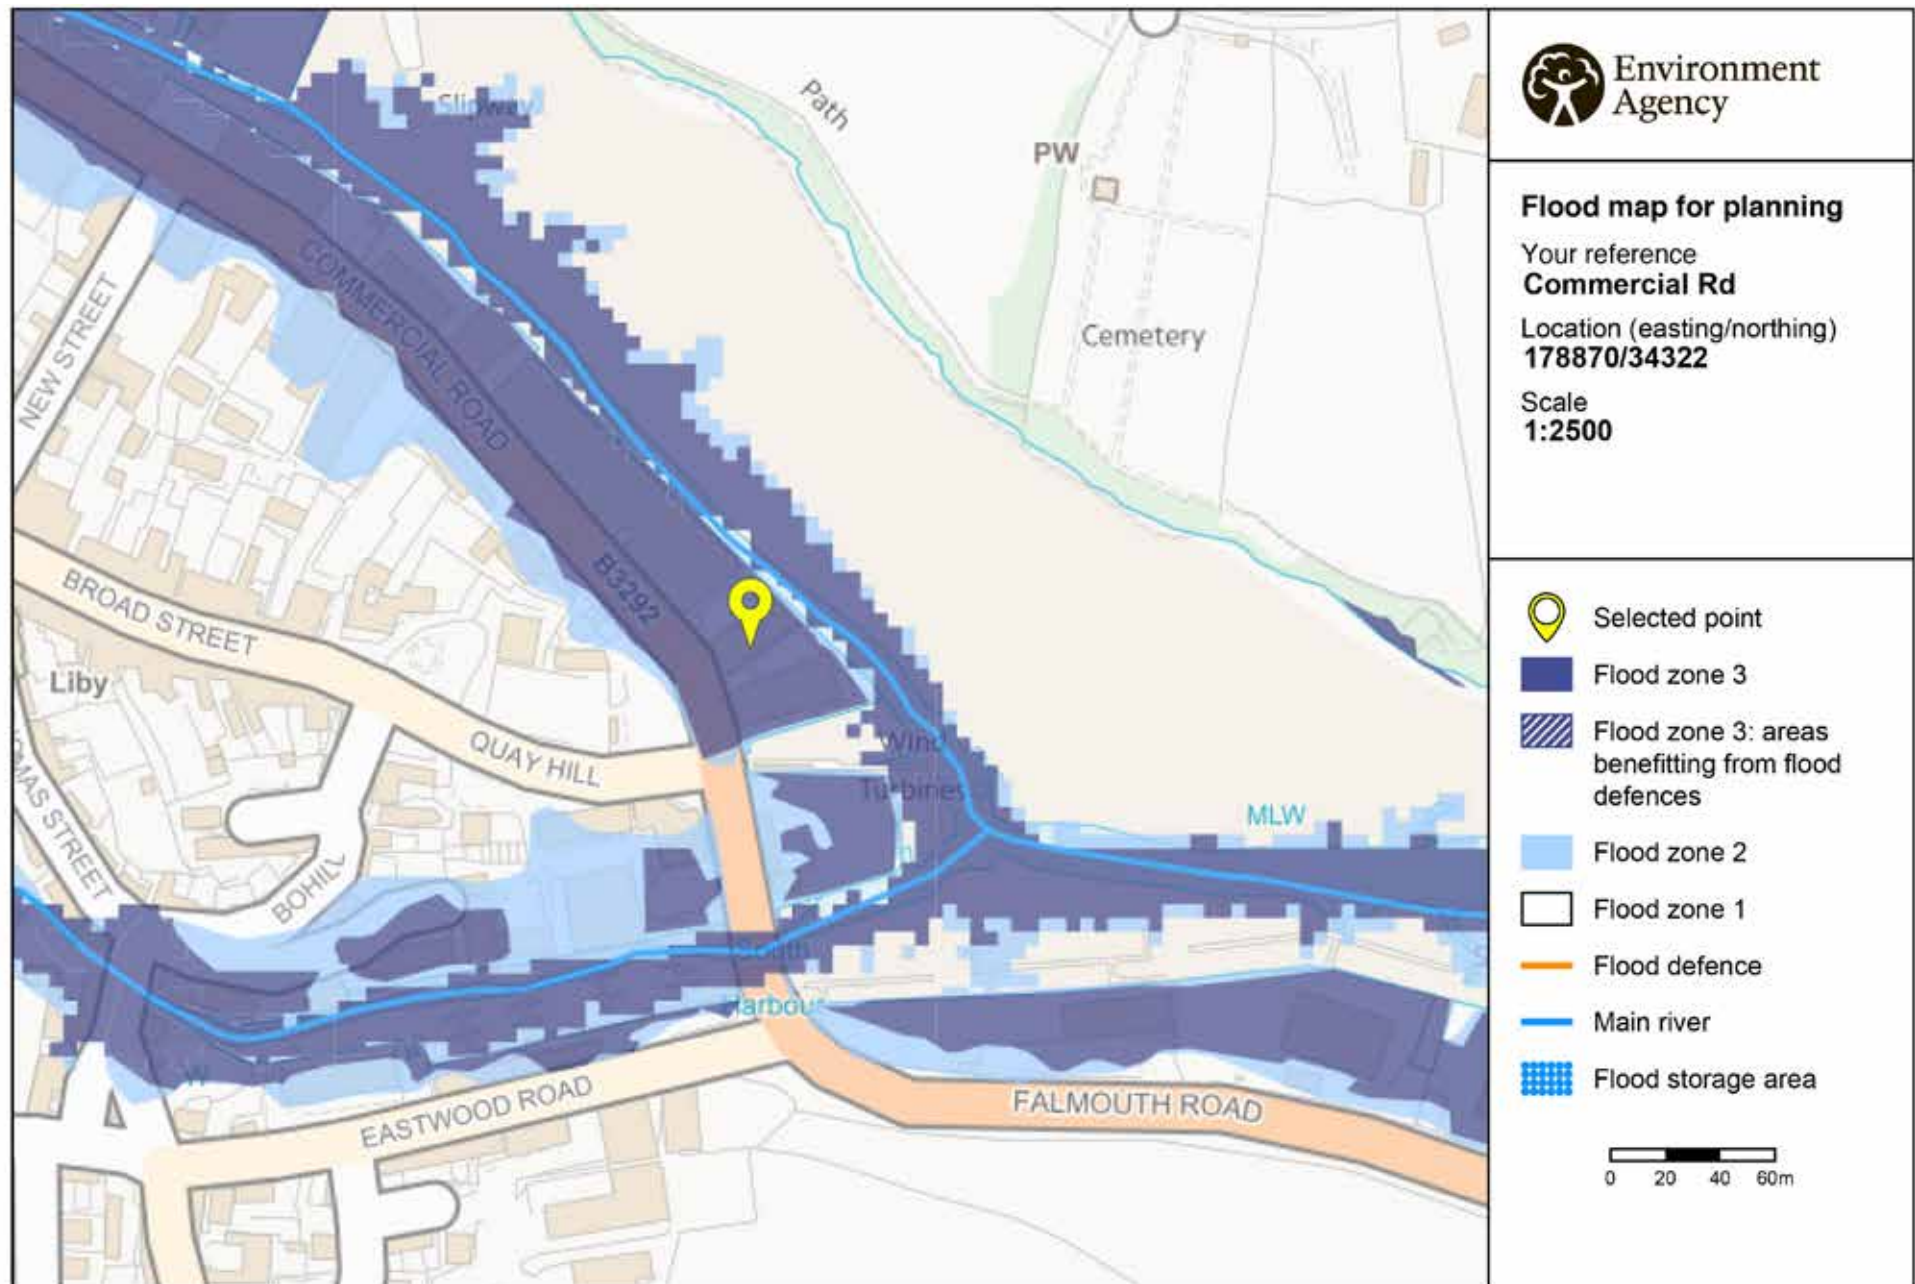 Slipway
Path
PW
Cemetery
COMMERCIAL ROAD
NEW STREET
B3292
BROAD STREET
Liby
QUAY HILL
Wind
Turbines
MLW
BOHILL
South
Harbour
EASTWOOD ROAD
FALMOUTH ROAD
Environment
Agency
Flood map for planning
Your reference
Commercial Rd
Location (easting/northing)
178870/34322
Scale
1:2500
Selected point
Flood zone 3
Flood zone 3: areas
benefitting from flood
defences
Flood zone 2
Flood zone 1
Flood defence
Main river
Flood storage area
0 20 40 60m